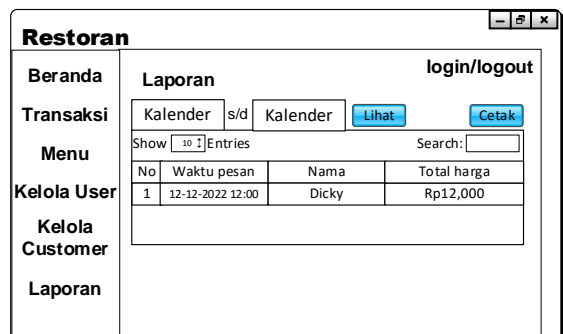 Restoran
login/logout
Beranda
Transaksi
Menu
Kelola User
Kelola
Customer
Laporan
Laporan
Kalender s/d Kalender Lihat Cetak
Show 10 Entries Search:
No Waktu pesan Nama Total harga
1 12-12-2022 12:00 Dicky Rp12,000